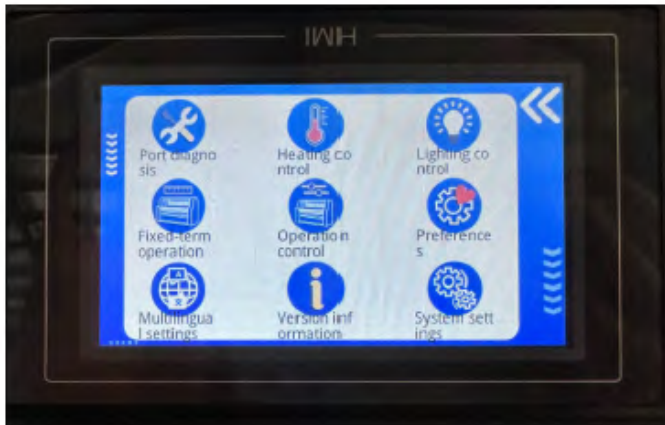 HMI
Port diagno
sis
Heating co
ntrol
Lighting co
ntrol
Fixed-term
operation
Operation
control
Preference
s
Multilingua
l settings
Version inf
ormation
System sett
ings